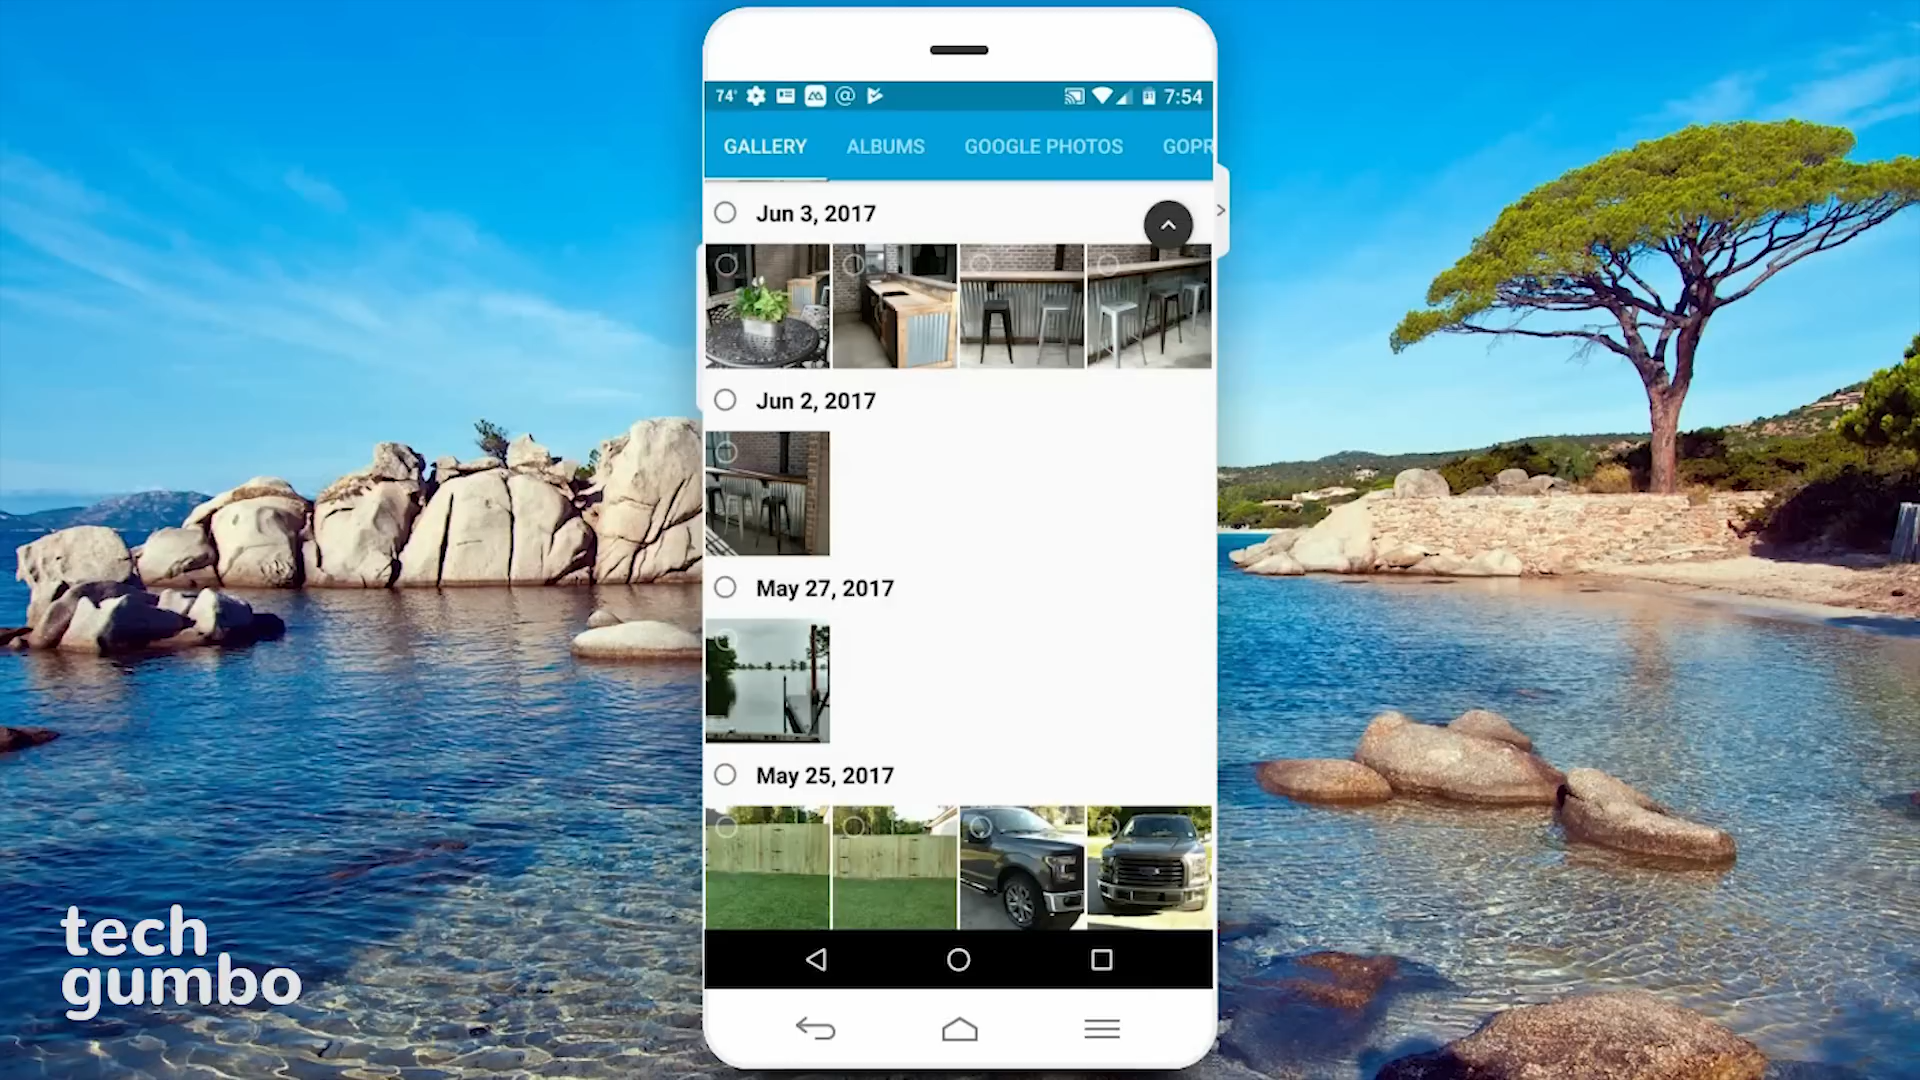 74°
7:54
GALLERY
ALBUMS
GOOGLE PHOTOS
GOPR
Jun 3, 2017
Jun 2, 2017
May 27, 2017
May 25, 2017
tech
gumbo